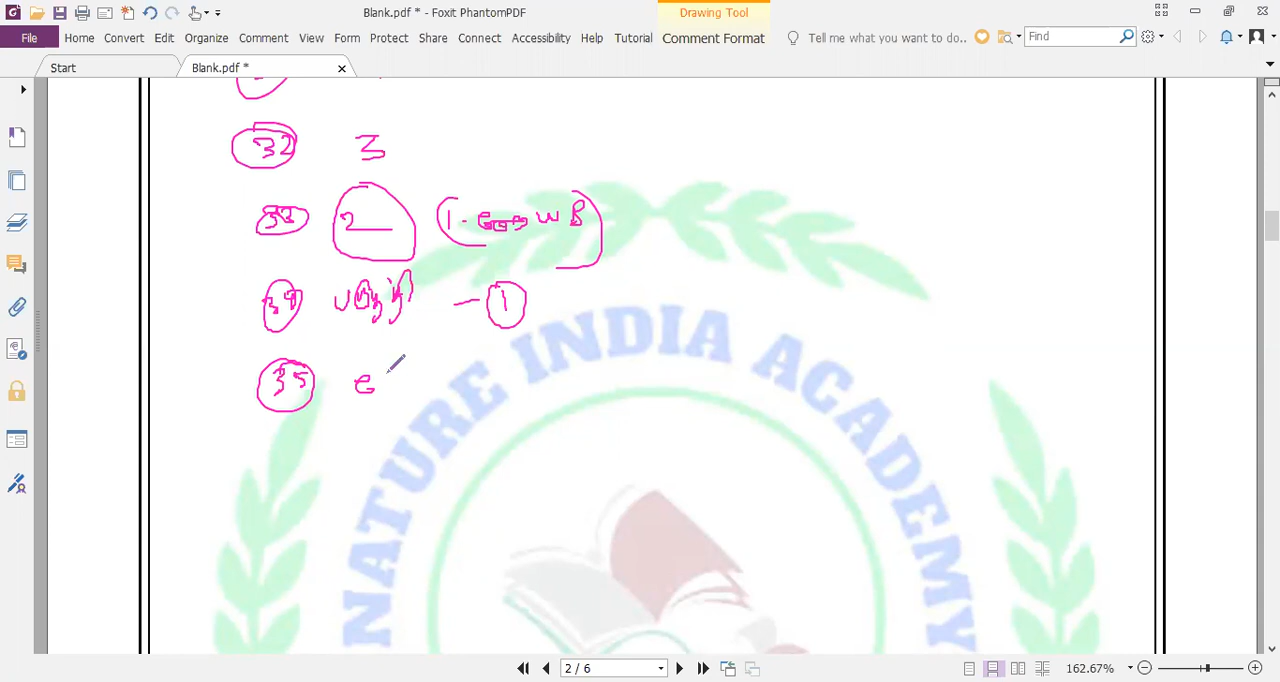 Blank.pdf * - Foxit PhantomPDF
Drawing Tool
File Home Convert Edit Organize Comment View Form Protect Share Connect Accessibility Help Tutorial Comment Format Tell me what you want to do.. Find
Start Blank.pdf *
32 3
33 2
34 - 1
35 e
NATURE INDIA ACADEMY
2 / 6
162.67%